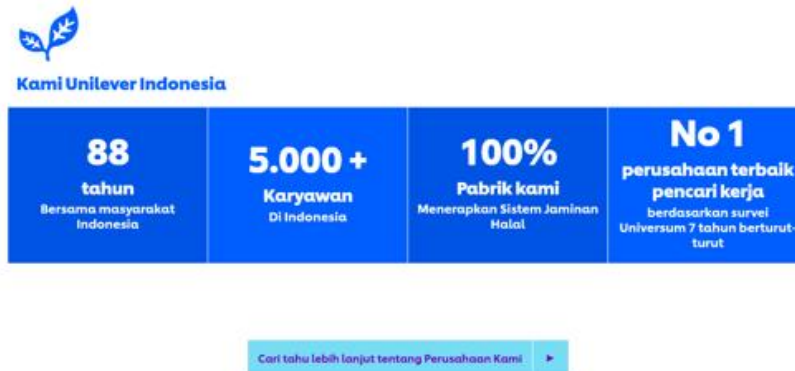 Kami Unilever Indonesia
88
tahun
Bersama masyarakat
Indonesia
5.000 +
Karyawan
Di Indonesia
100%
Pabrik kami
Menerapkan Sistem Jaminan
Halal
No 1
perusahaan terbaik
pencari kerja
berdasarkan survei
Universum 7 tahun berturut-
turut
Cari tahu lebih lanjut tentang Perusahaan Kami